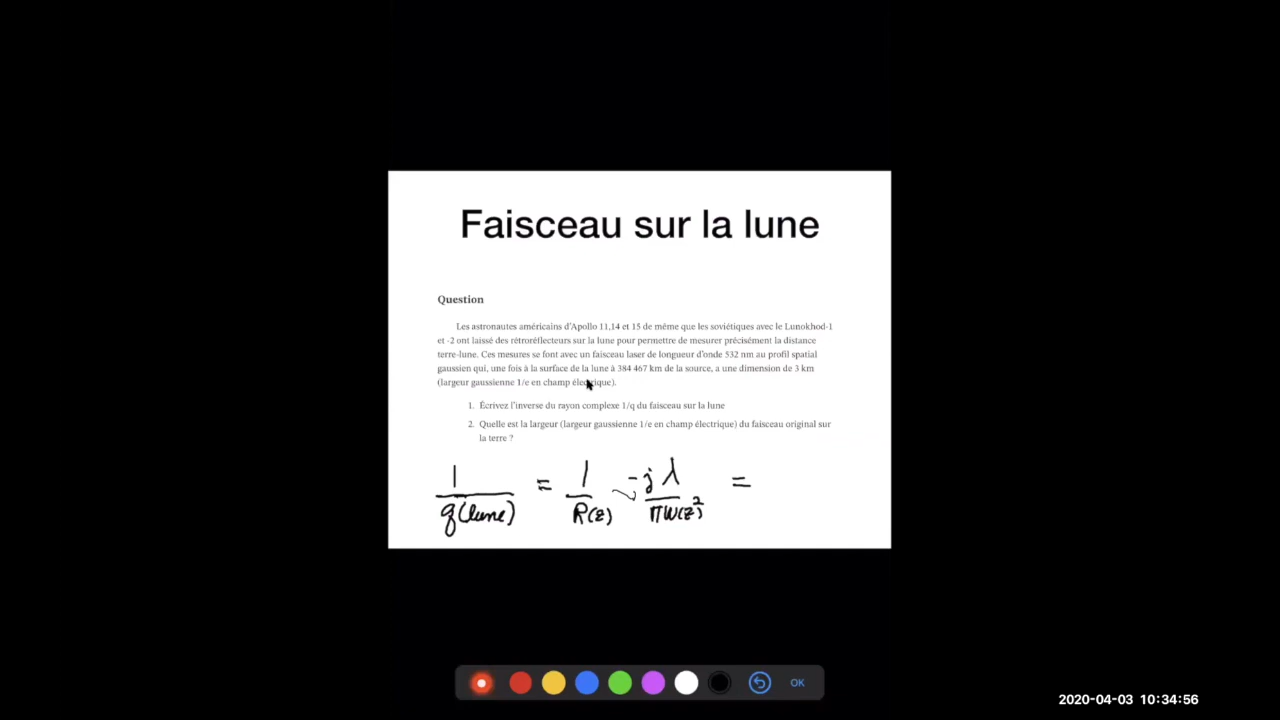 Faisceau sur la lune
Question
Les astronautes américains d'Apollo 11,14 et 15 de même que les soviétiques avec le Lunokhod-1
et -2 ont laissé des rétroréflecteurs sur la lune pour permettre de mesurer précisément la distance
terre-lune. Ces mesures se font avec un faisceau laser de longueur d'onde 532 nm au profil spatial
gaussien qui, une fois à la surface de la lune à 384 467 km de la source, a une dimension de 3 km
(largeur gaussienne 1/e en champ électrique).
1. Écrivez l'inverse du rayon complexe 1/q du faisceau sur la lune
2. Quelle est la largeur (largeur gaussienne 1/e en champ électrique) du faisceau original sur
la terre ?
1/q(lune) = 1/R(z) - jλ/πw(z)² =
OK
2020-04-03 10:34:56